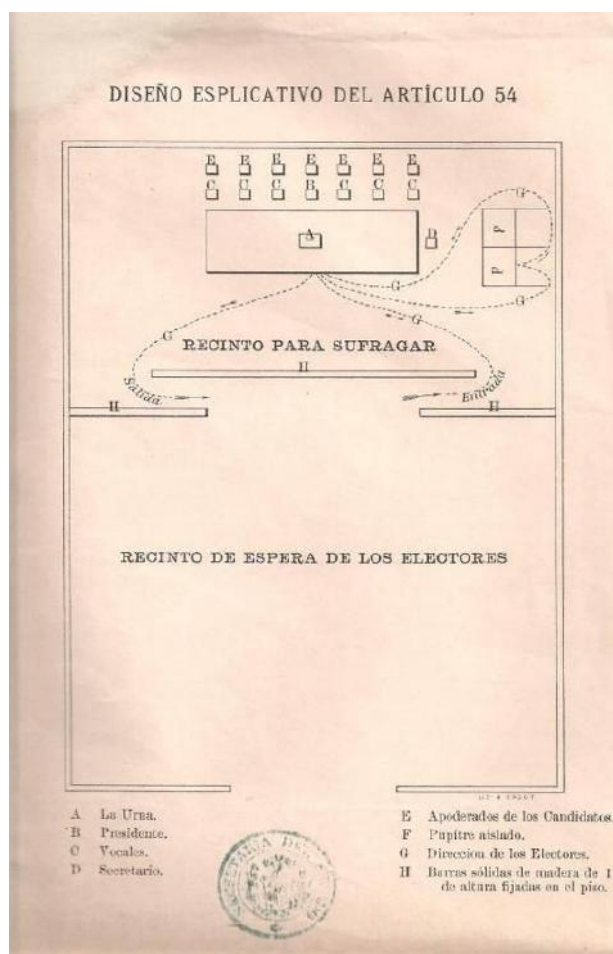 DISEÑO ESPLICATIVO DEL ARTÍCULO 54
E E E E E E E
C C C B C C C
G
A
B
P
P
G
G
G
G
RECINTO PARA SUFRAGAR
H
Salida
Entrada
H
H
RECINTO DE ESPERA DE LOS ELECTORES
A La Urna.
B Presidente.
C Vocales.
D Secretario.
E Apoderados de los Candidatos.
F Pupitre aislado.
G Direccion de los Electores.
H Barras sólidas de madera de 1
de altura fijadas en el piso.